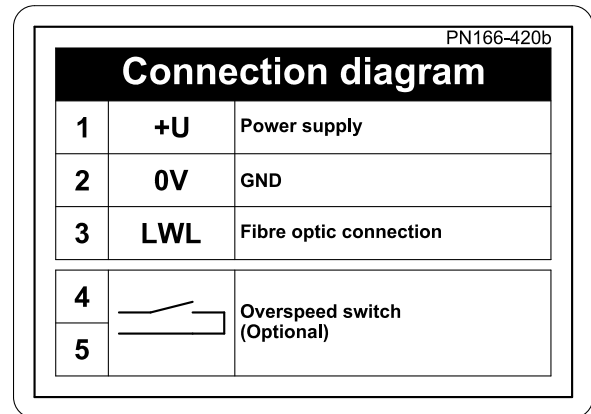 PN166-420b
Connection diagram
1 +U Power supply
2 0V GND
3 LWL Fibre optic connection
4 Overspeed switch
(Optional)
5